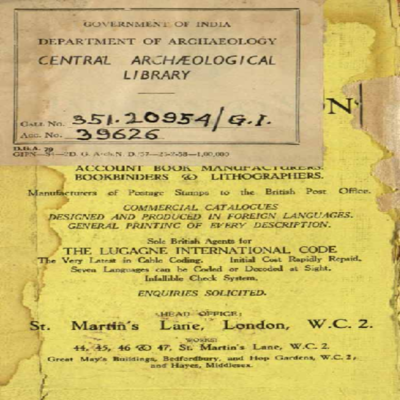 GOVERNMENT OF INDIA
DEPARTMENT OF ARCHAEOLOGY
CENTRAL ARCHÆOLOGICAL
LIBRARY
CALL No. 351.20954/G.I.
ACC. No. 39626
D.G.A. 79
ON
ACCOUNT BOOK MANUFACTURERS
BOOKBINDERS & LITHOGRAPHERS.
Manufacturers of Postage Stamps to the British Post Office.
COMMERCIAL CATALOGUES
DESIGNED AND PRODUCED IN FOREIGN LANGUAGES.
GENERAL PRINTING OF EVERY DESCRIPTION.
Sole British Agents for
THE LUGAGNE INTERNATIONAL CODE
The Very Latest in Cable Coding. Initial Cost Rapidly Repaid.
Seven Languages can be Coded or Decoded at Sight.
Infallible Check System.
ENQUIRIES SOLICITED.
HEAD OFFICE:
St. Martin's Lane, London, W.C. 2.
WORKS:
44, 45, 46 & 47, St. Martin's Lane, W.C. 2.
Great May's Buildings, Bedfordbury, and Hop Gardens, W.C. 2;
and Hayes, Middlesex.